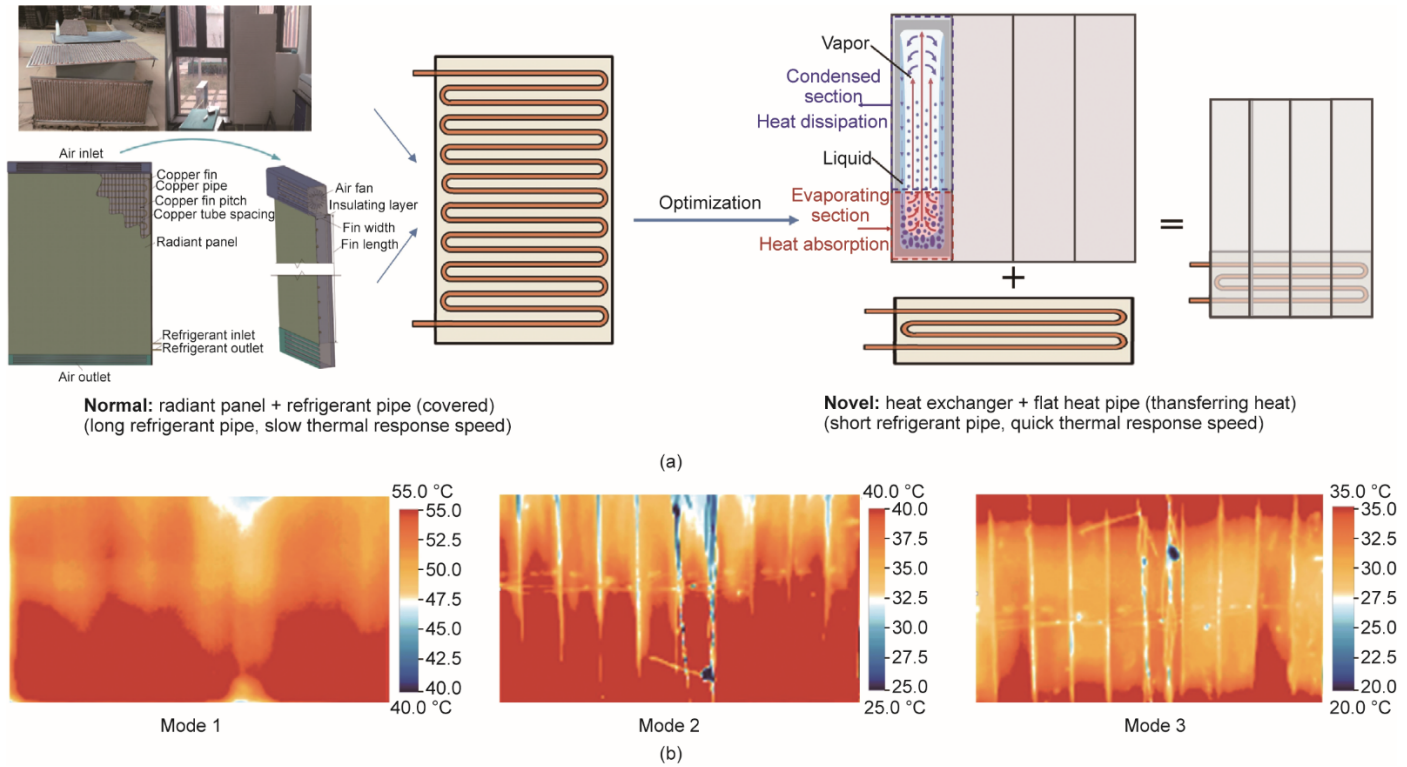 Air inlet
Copper fin
Copper pipe
Copper fin pitch
Copper tube spacing
Radiant panel
Refrigerant inlet
Refrigerant outlet
Air outlet
Air fan
Insulating layer
Fin width
Fin length
Optimization
Vapor
Condensed
section
Heat dissipation
Liquid
Evaporating
section
Heat absorption
+
=
Normal: radiant panel + refrigerant pipe (covered)
(long refrigerant pipe, slow thermal response speed)
Novel: heat exchanger + flat heat pipe (thansferring heat)
(short refrigerant pipe, quick thermal response speed)
(a)
55.0 °C
55.0
52.5
50.0
47.5
45.0
42.5
40.0
40.0 °C
Mode 1
40.0 °C
40.0
37.5
35.0
32.5
30.0
27.5
25.0
25.0 °C
Mode 2
35.0 °C
35.0
32.5
30.0
27.5
25.0
22.5
20.0
20.0 °C
Mode 3
(b)